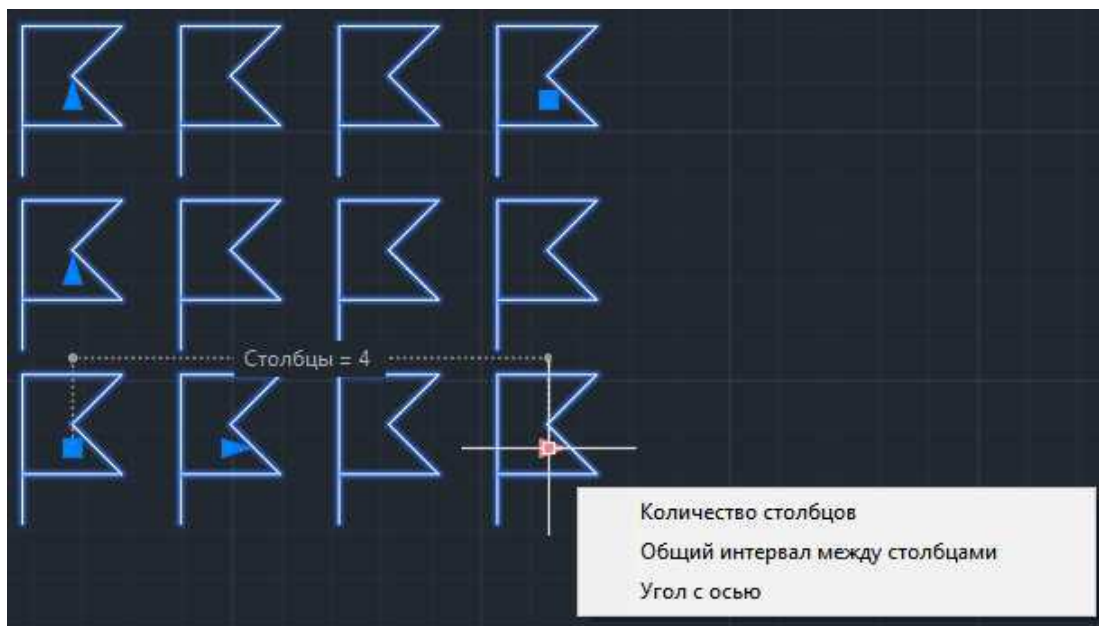 Столбцы = 4
Количество столбцов
Общий интервал между столбцами
Угол с осью